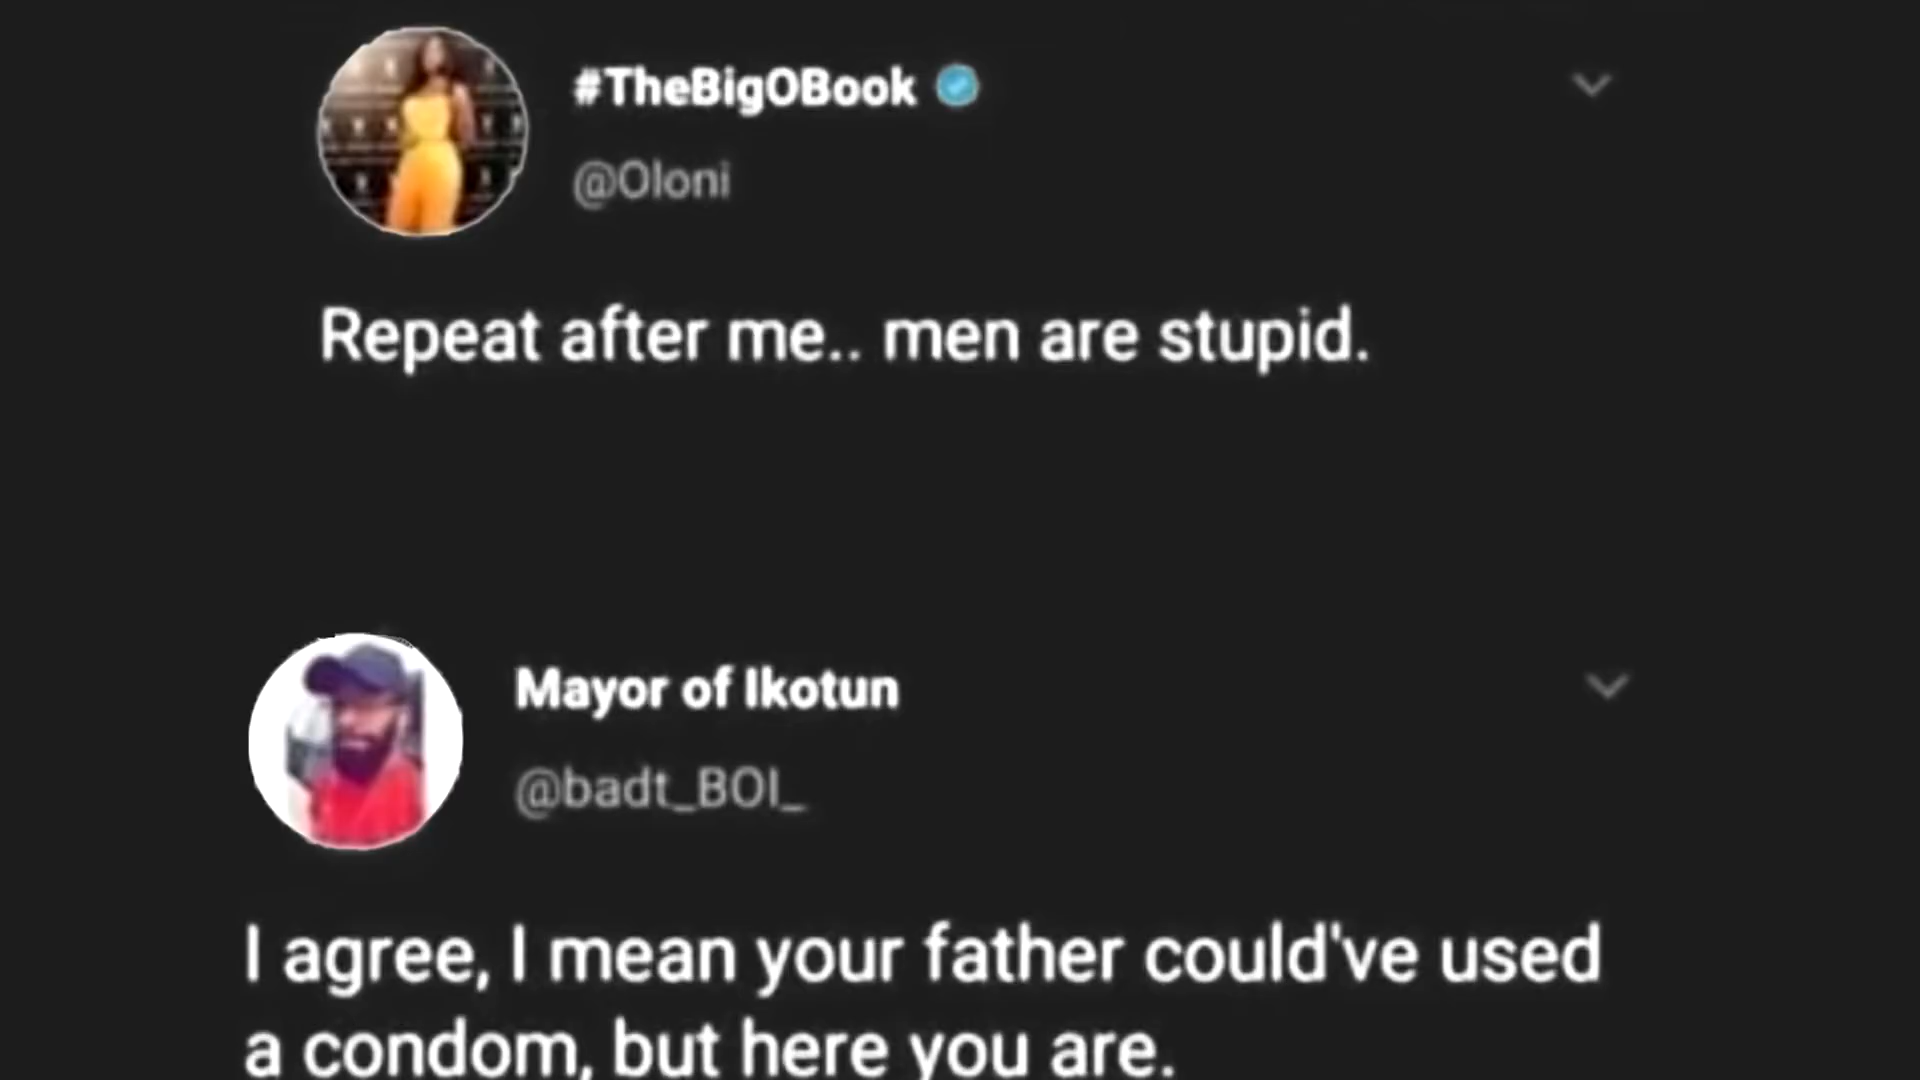 #TheBigOBook
@Oloni
Repeat after me.. men are stupid.
Mayor of Ikotun
@badt_BOI_
I agree, I mean your father could've used
a condom, but here you are.